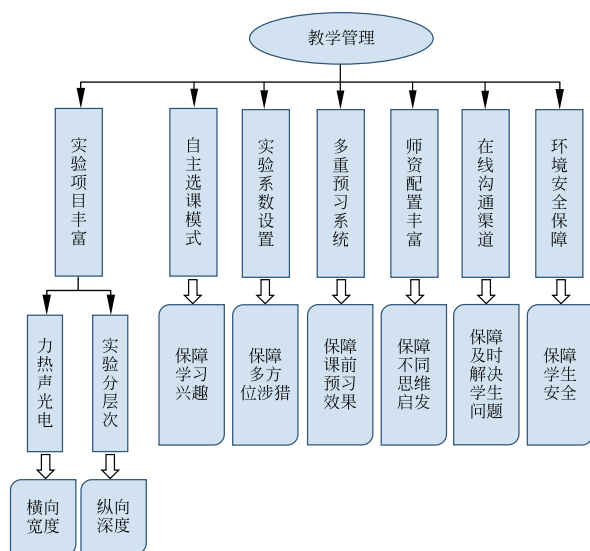 教学管理
实验项目丰富
自主选课模式
实验系数设置
多重预习系统
师资配置丰富
在线沟通渠道
环境安全保障
力热声光电
实验分层次
保障
学习
兴趣
保障
多方
位涉猎
保障
课前
预习
效果
保障
不同
思维
启发
保障
及时
解决
学生
问题
保障
学生
安全
横向
宽度
纵向
深度